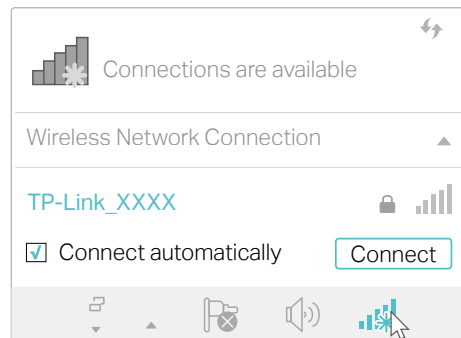 Connections are available
Wireless Network Connection
TP-Link_XXXX
Connect automatically
Connect